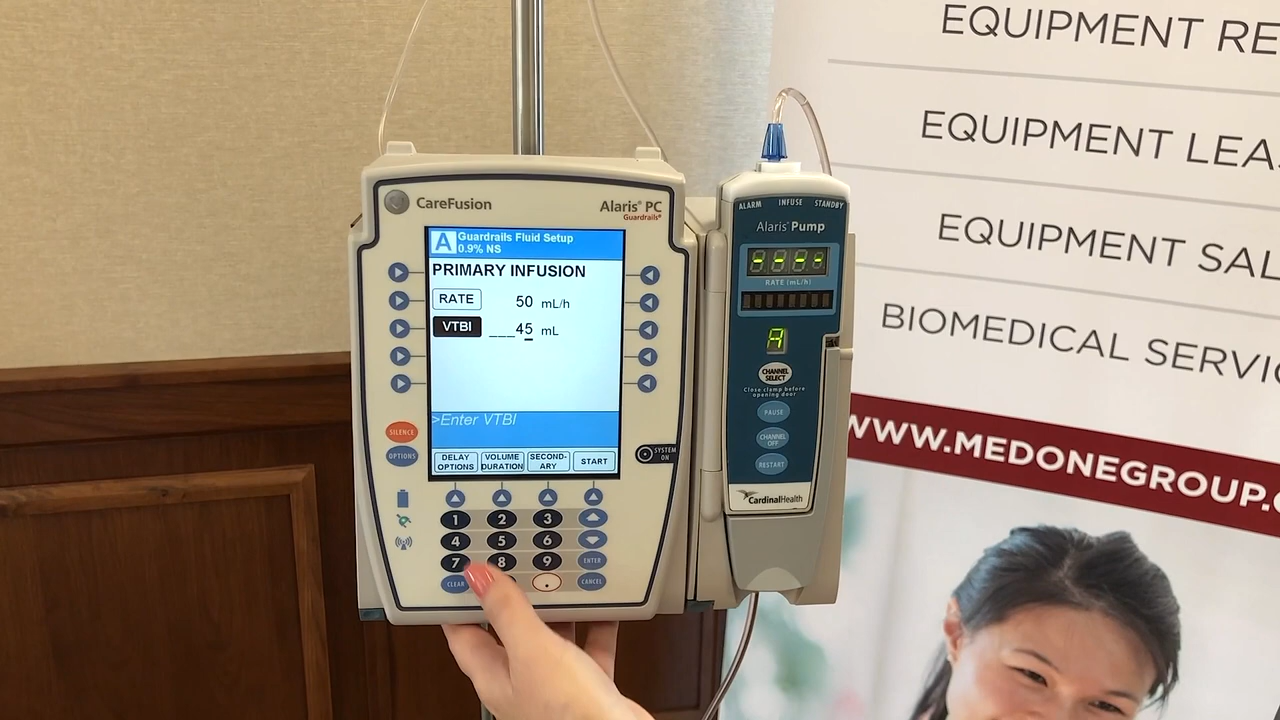 CareFusion
Alaris® PC
Guardrails®
A
Guardrails Fluid Setup
0.9% NS
PRIMARY INFUSION
RATE 50 mL/h
VTBI ___45 mL
>Enter VTBI
DELAY OPTIONS
VOLUME DURATION
SECOND-ARY
START
SILENCE
OPTIONS
SYSTEM ON
1 2 3
4 5 6
7 8 9 ENTER
CLEAR . CANCEL
ALARM INFUSE STANDBY
Alaris® Pump
- - - -
RATE (mL/h)
A
CHANNEL SELECT
Close clamp before
opening door
PAUSE
CHANNEL OFF
RESTART
CardinalHealth
EQUIPMENT RE
EQUIPMENT LEAS
EQUIPMENT SAL
BIOMEDICAL SERVIC
WWW.MEDONEGROUP.C